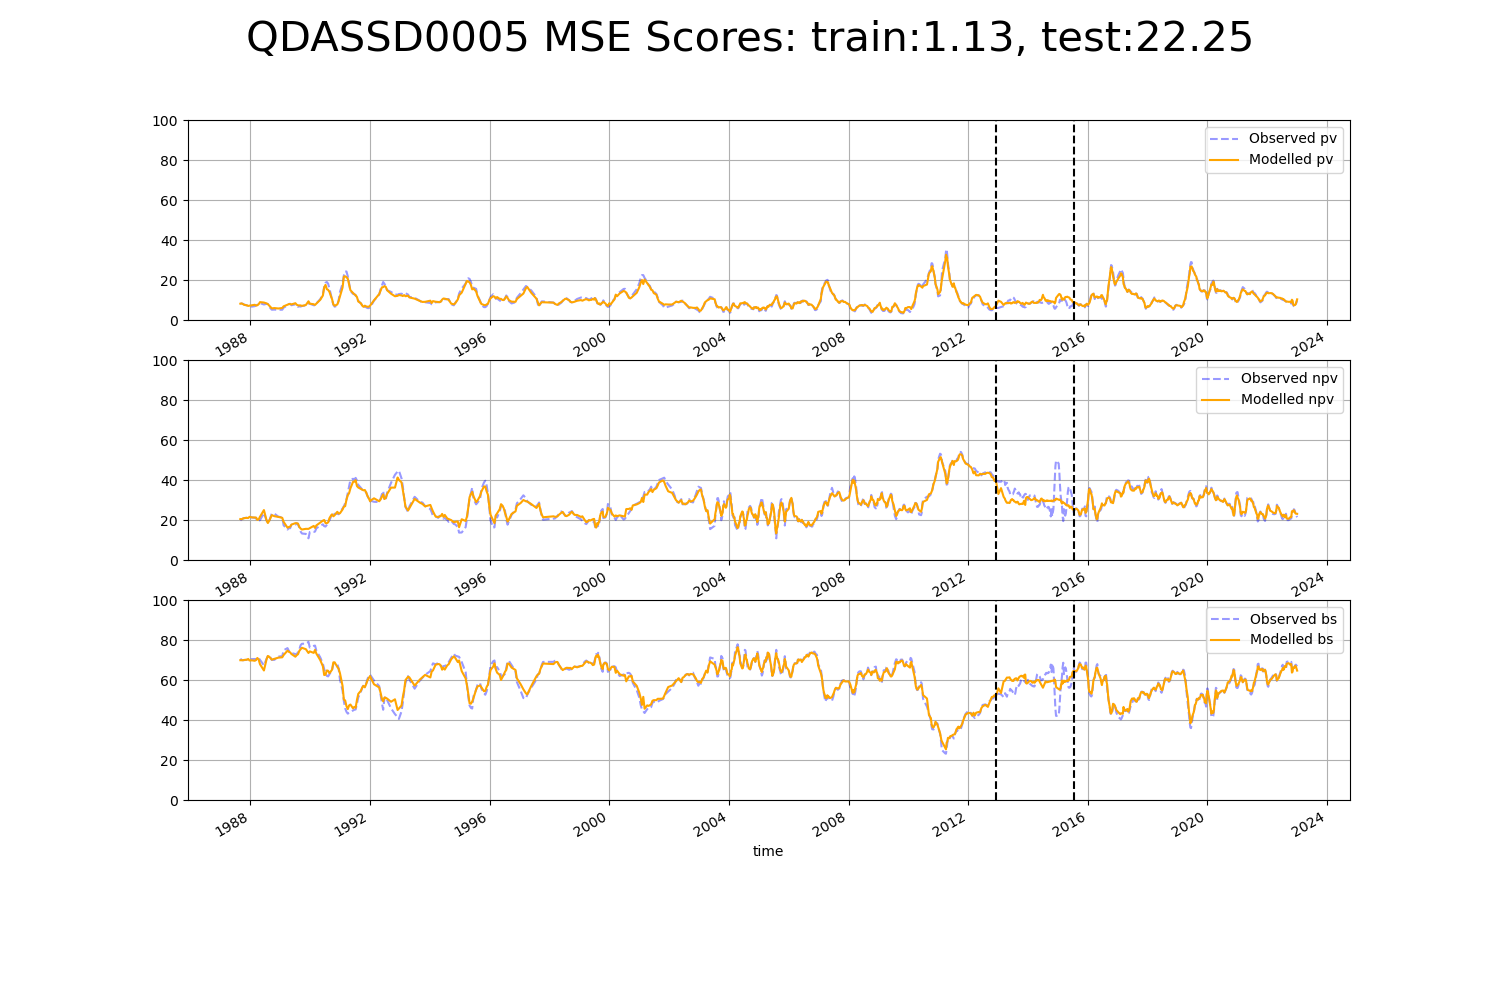 QDASSD0005 MSE Scores: train:1.13, test:22.25
100
80
60
40
20
0
Observed pv
Modelled pv
1988 1992 1996 2000 2004 2008 2012 2016 2020 2024
100
80
60
40
20
0
Observed npv
Modelled npv
1988 1992 1996 2000 2004 2008 2012 2016 2020 2024
100
80
60
40
20
0
Observed bs
Modelled bs
1988 1992 1996 2000 2004 2008 2012 2016 2020 2024
time